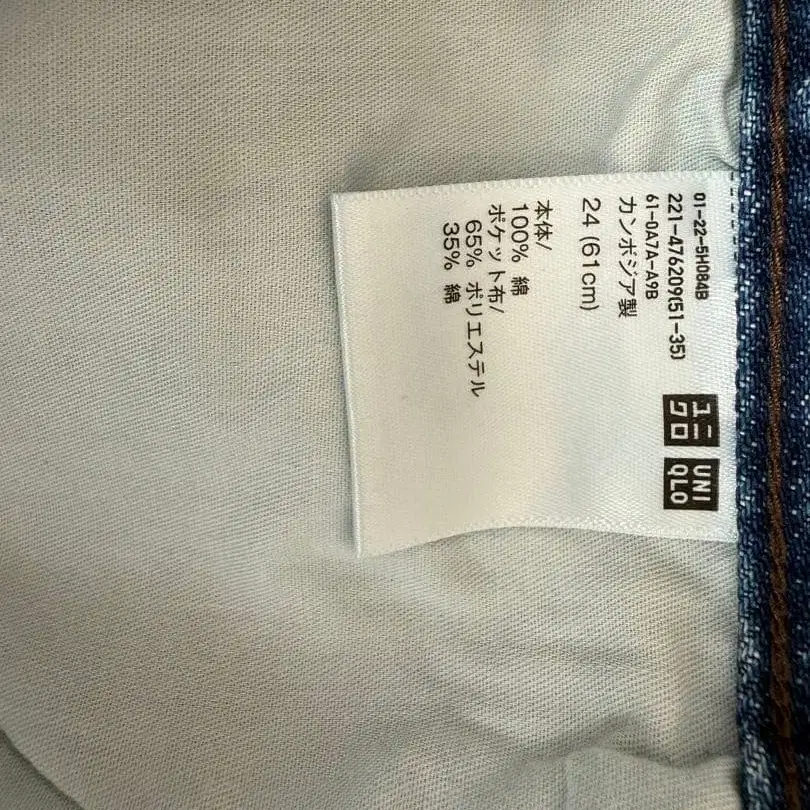 01-22-5H084B
221-476209(51-35)
61-0A7A-A9B
カンボジア製
24 (61cm)
本体/
100% 綿
ポケット布/
65% ポリエステル
35% 綿
ユニ
クロ
UNI
QLO